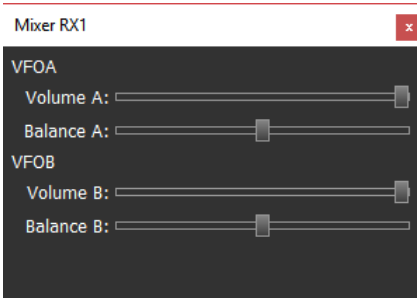 Mixer RX1
x
VFOA
Volume A:
Balance A:
VFOB
Volume B:
Balance B: